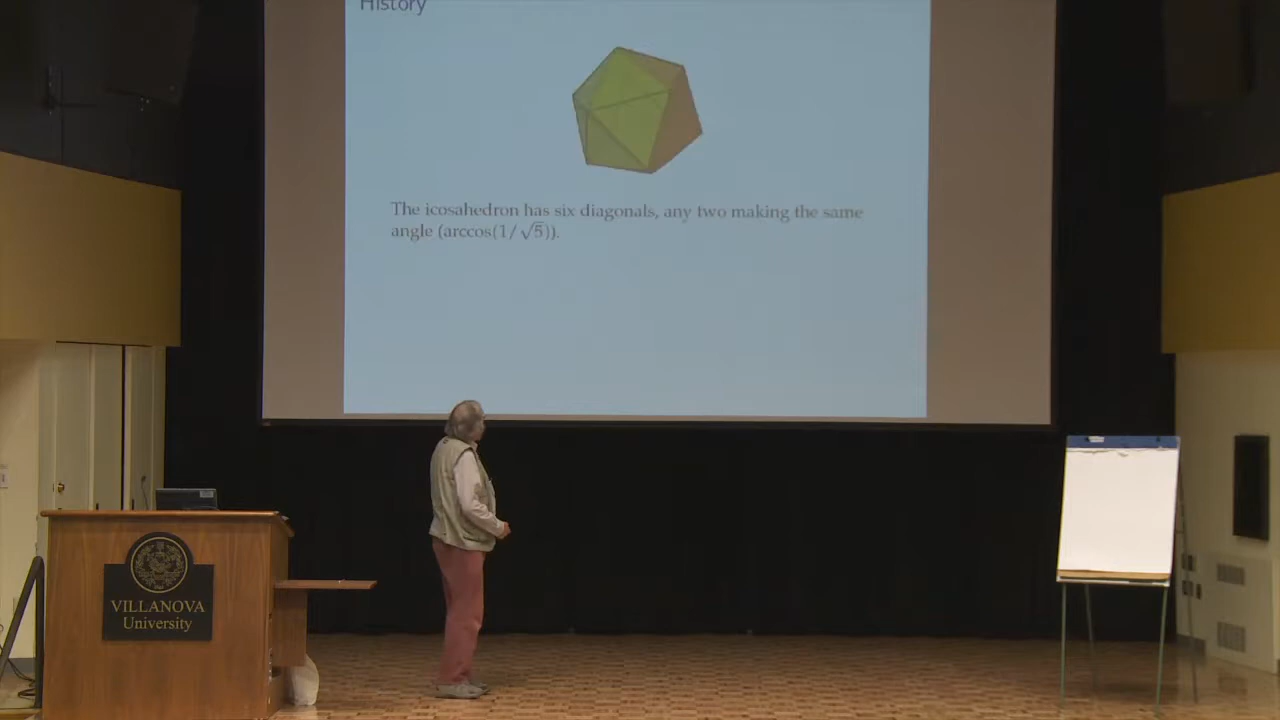 History
The icosahedron has six diagonals, any two making the same
angle (arccos(1/√5)).
VILLANOVA
University